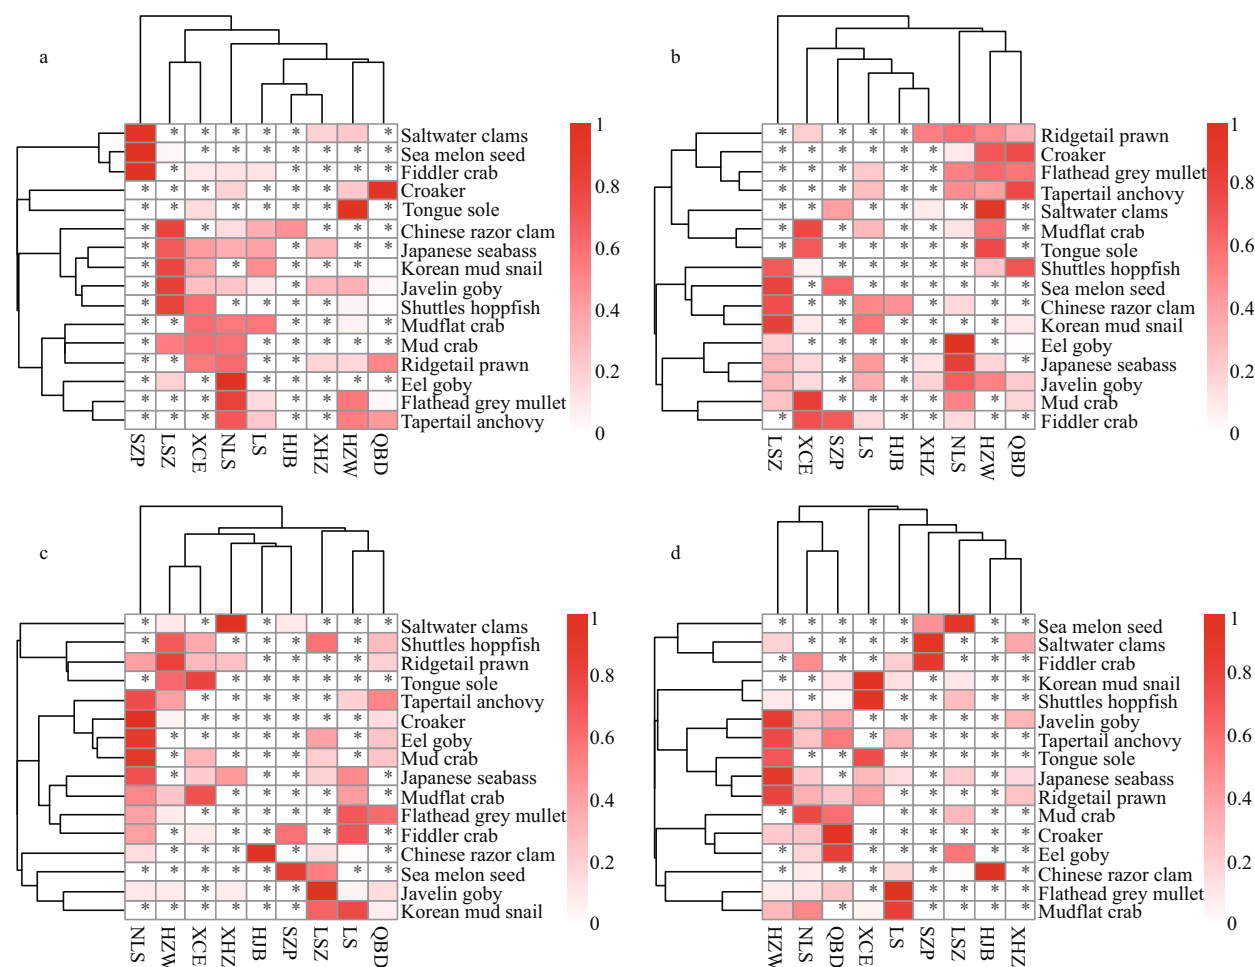 a
Saltwater clams
Sea melon seed
Fiddler crab
Croaker
Tongue sole
Chinese razor clam
Japanese seabass
Korean mud snail
Javelin goby
Shuttles hoppfish
Mudflat crab
Mud crab
Ridgetail prawn
Eel goby
Flathead grey mullet
Tapertail anchovy
SZP LSZ XCE NLS LS HJB XHZ HZW QBD
1
0.8
0.6
0.4
0.2
0
b
Ridgetail prawn
Croaker
Flathead grey mullet
Tapertail anchovy
Saltwater clams
Mudflat crab
Tongue sole
Shuttles hoppfish
Sea melon seed
Chinese razor clam
Korean mud snail
Eel goby
Japanese seabass
Javelin goby
Mud crab
Fiddler crab
LSZ XCE SZP LS HJB XHZ NLS HZW QBD
1
0.8
0.6
0.4
0.2
0
c
Saltwater clams
Shuttles hoppfish
Ridgetail prawn
Tongue sole
Tapertail anchovy
Croaker
Eel goby
Mud crab
Japanese seabass
Mudflat crab
Flathead grey mullet
Fiddler crab
Chinese razor clam
Sea melon seed
Javelin goby
Korean mud snail
NLS HZW XCE XHZ HJB SZP LSZ LS QBD
1
0.8
0.6
0.4
0.2
0
d
Sea melon seed
Saltwater clams
Fiddler crab
Korean mud snail
Shuttles hoppfish
Javelin goby
Tapertail anchovy
Tongue sole
Japanese seabass
Ridgetail prawn
Mud crab
Croaker
Eel goby
Chinese razor clam
Flathead grey mullet
Mudflat crab
HZW NLS QBD XCE LS SZP LSZ HJB XHZ
1
0.8
0.6
0.4
0.2
0